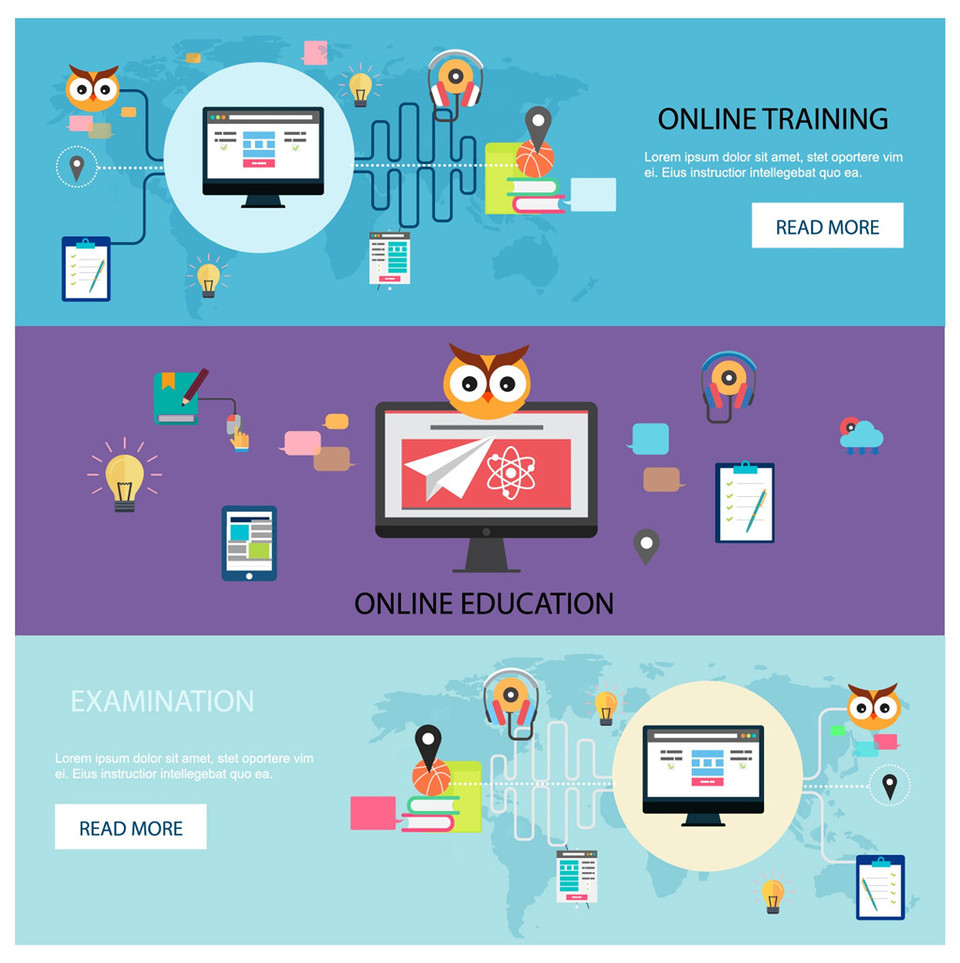 ONLINE TRAINING
Lorem ipsum dolor sit amet, stet oportere vim
ei. Eius instructior intellegebat quo ea.
READ MORE
ONLINE EDUCATION
EXAMINATION
Lorem ipsum dolor sit amet, stet oportere vim
ei. Eius instructior intellegebat quo ea.
READ MORE